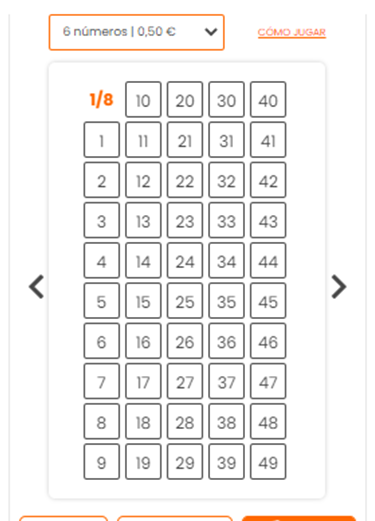 6 números | 0,50 €
CÓMO JUGAR
1/8 10 20 30 40
1 11 21 31 41
2 12 22 32 42
3 13 23 33 43
4 14 24 34 44
5 15 25 35 45
6 16 26 36 46
7 17 27 37 47
8 18 28 38 48
9 19 29 39 49